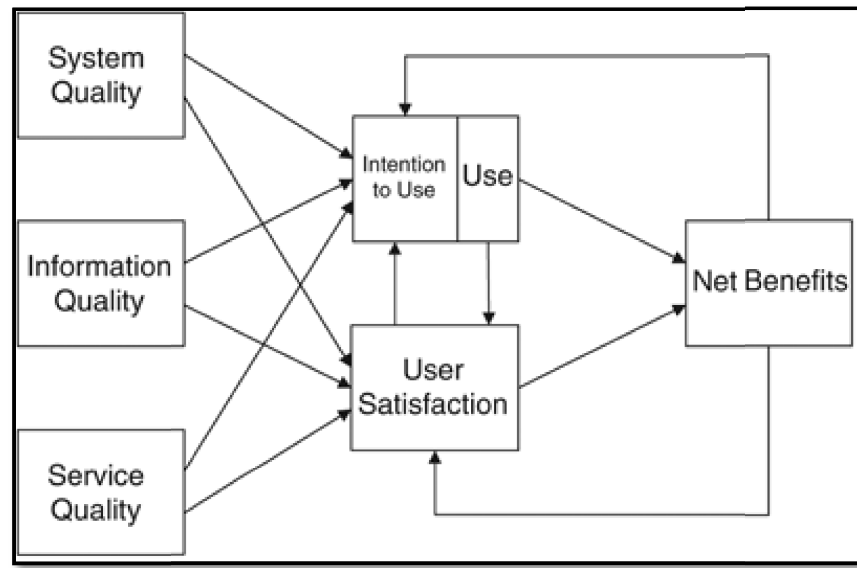 System
Quality
Intention
to Use
Use
Information
Quality
Net Benefits
User
Satisfaction
Service
Quality